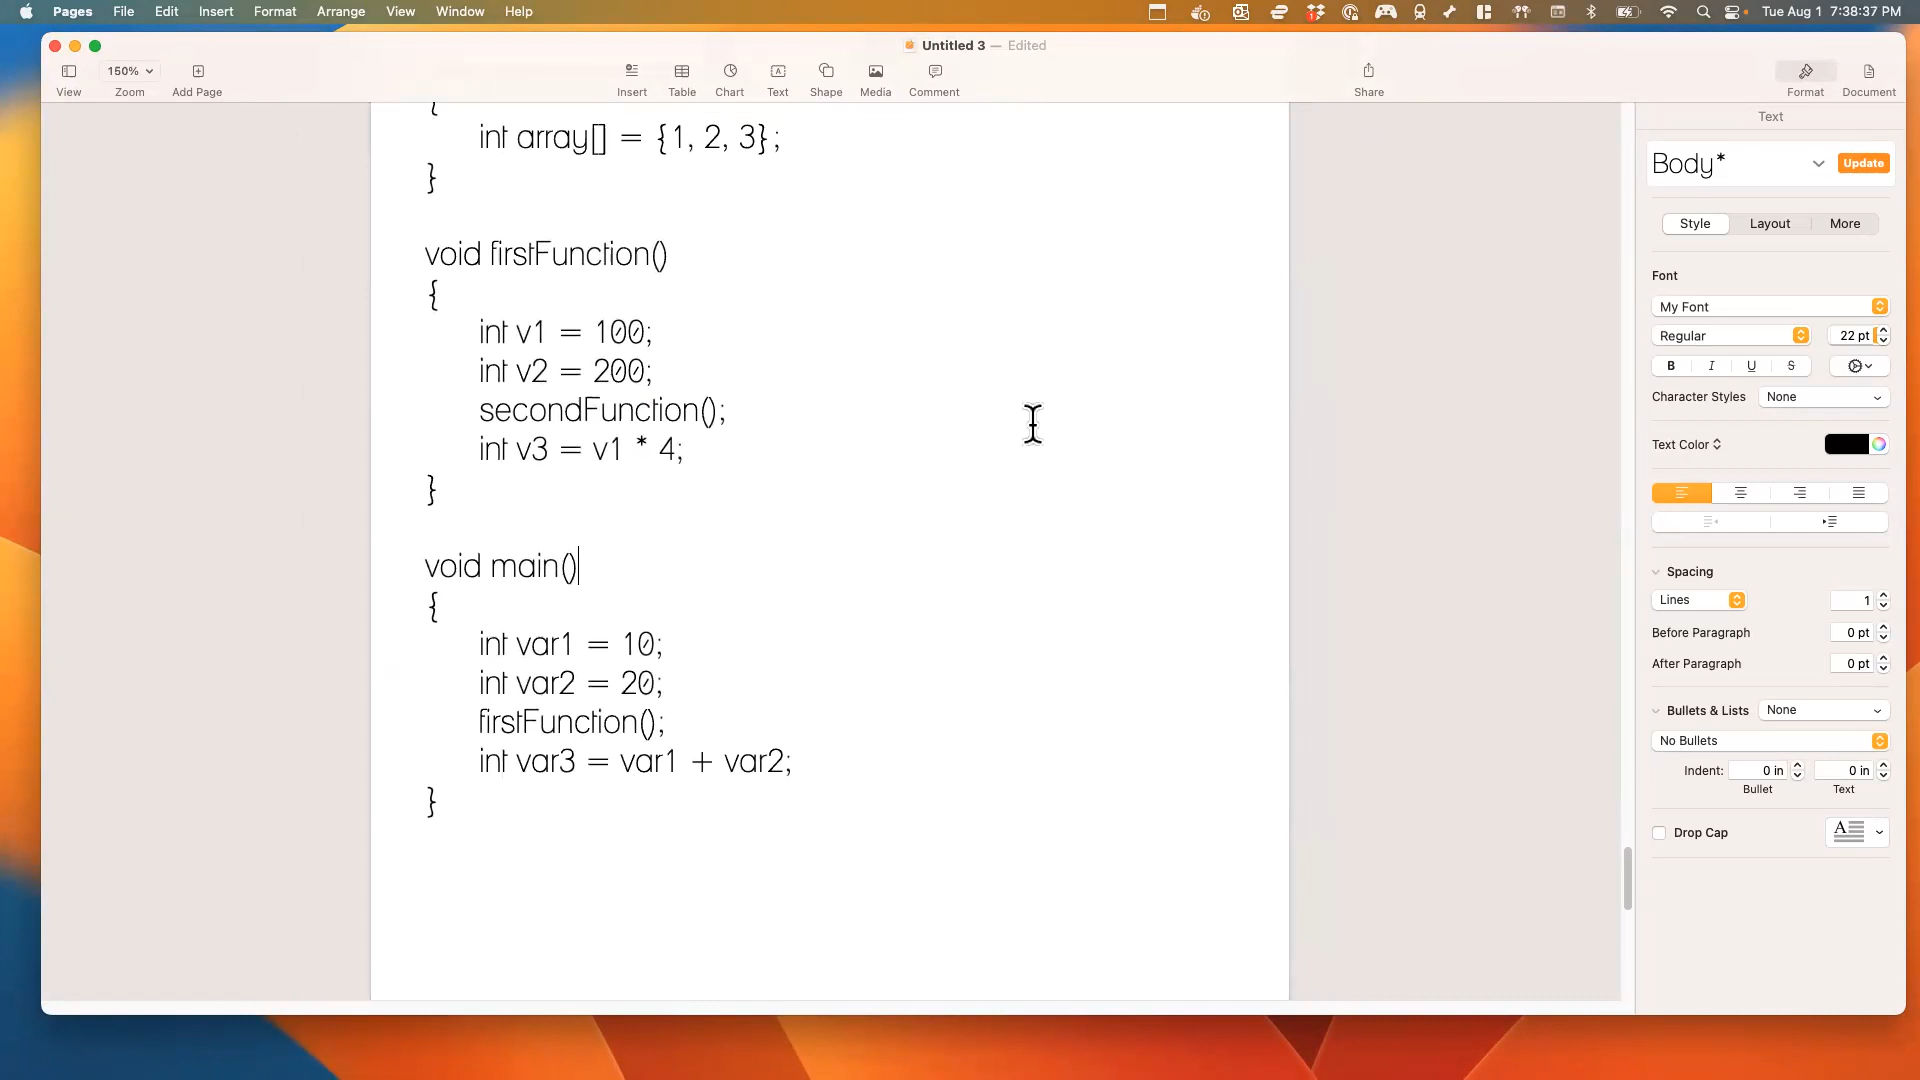 Pages File Edit Insert Format Arrange View Window Help Tue Aug 1 7:38:37 PM
Untitled 3 — Edited
150%
View Zoom Add Page Insert Table Chart Text Shape Media Comment Share Format Document
{
int array[] = {1, 2, 3};
}
void firstFunction()
{
int v1 = 100;
int v2 = 200;
secondFunction();
int v3 = v1 * 4;
}
void main()
{
int var1 = 10;
int var2 = 20;
firstFunction();
int var3 = var1 + var2;
}
Text
Body* Update
Style Layout More
Font
My Font
Regular 22 pt
B I U S
Character Styles None
Text Color
Spacing
Lines 1
Before Paragraph 0 pt
After Paragraph 0 pt
Bullets & Lists None
No Bullets
Indent: 0 in 0 in
Bullet Text
Drop Cap A